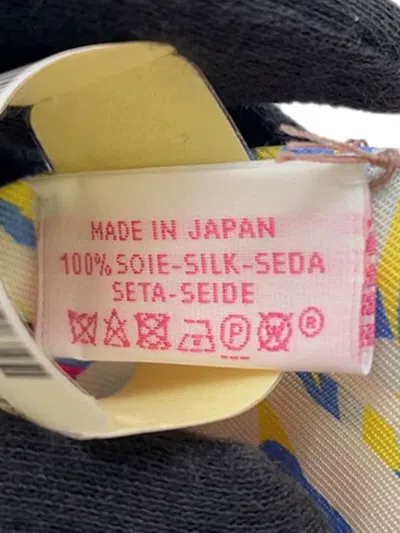 MADE IN JAPAN
100% SOIE-SILK-SEDA
SETA-SEIDE
P W ®